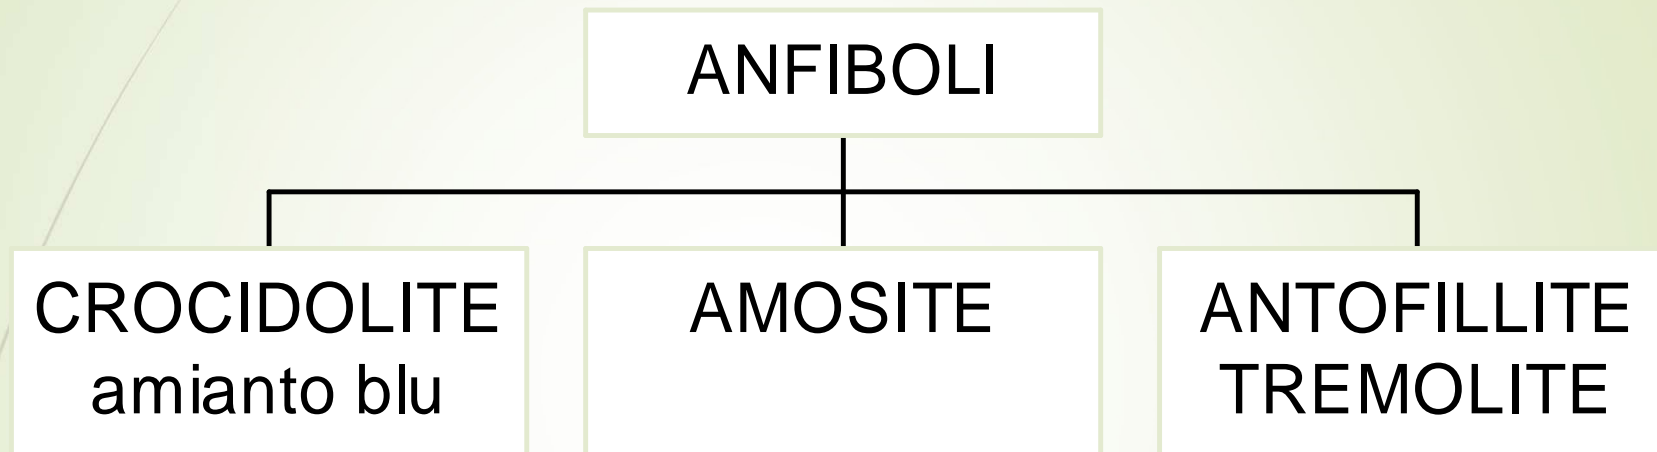 ANFIBOLI
CROCIDOLITE
amianto blu
AMOSITE
ANTOFILLITE
TREMOLITE